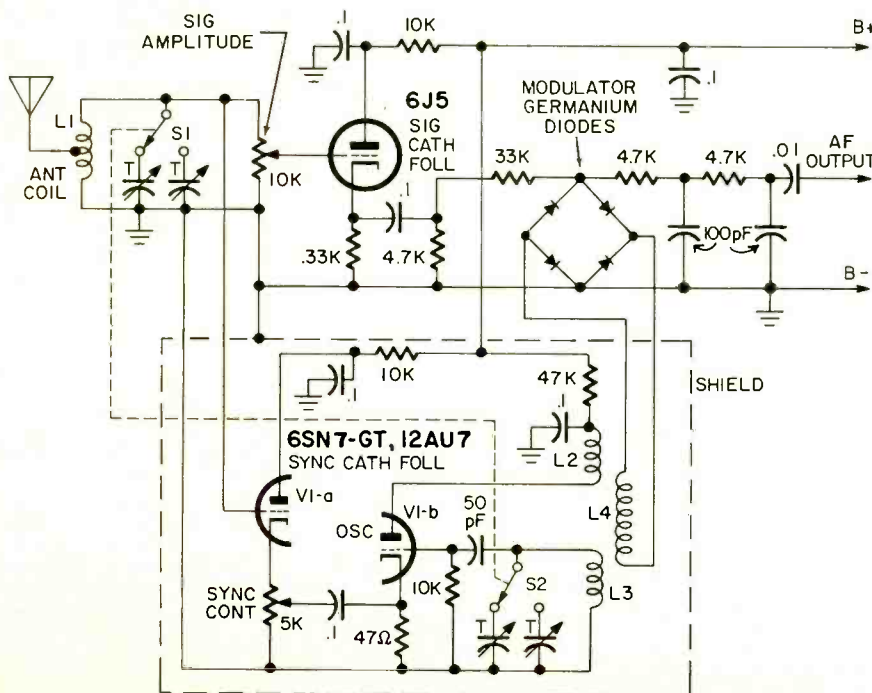 SIG
AMPLITUDE
.1
10K
B+
MODULATOR
GERMANIUM
DIODES
.1
6J5
SIG
CATH
FOLL
L1
S1
T
T
ANT
COIL
10K
33K
4.7K
4.7K
.01
AF
OUTPUT
.1
.33K
4.7K
100pF
B-
10K
.1
47K
SHIELD
.1
6SN7-GT, 12AU7
SYNC CATH FOLL
L2
V1-a
V1-b
OSC
50
pF
L4
10K
S2
L3
SYNC
CONT
5K
.1
47Ω
T
T